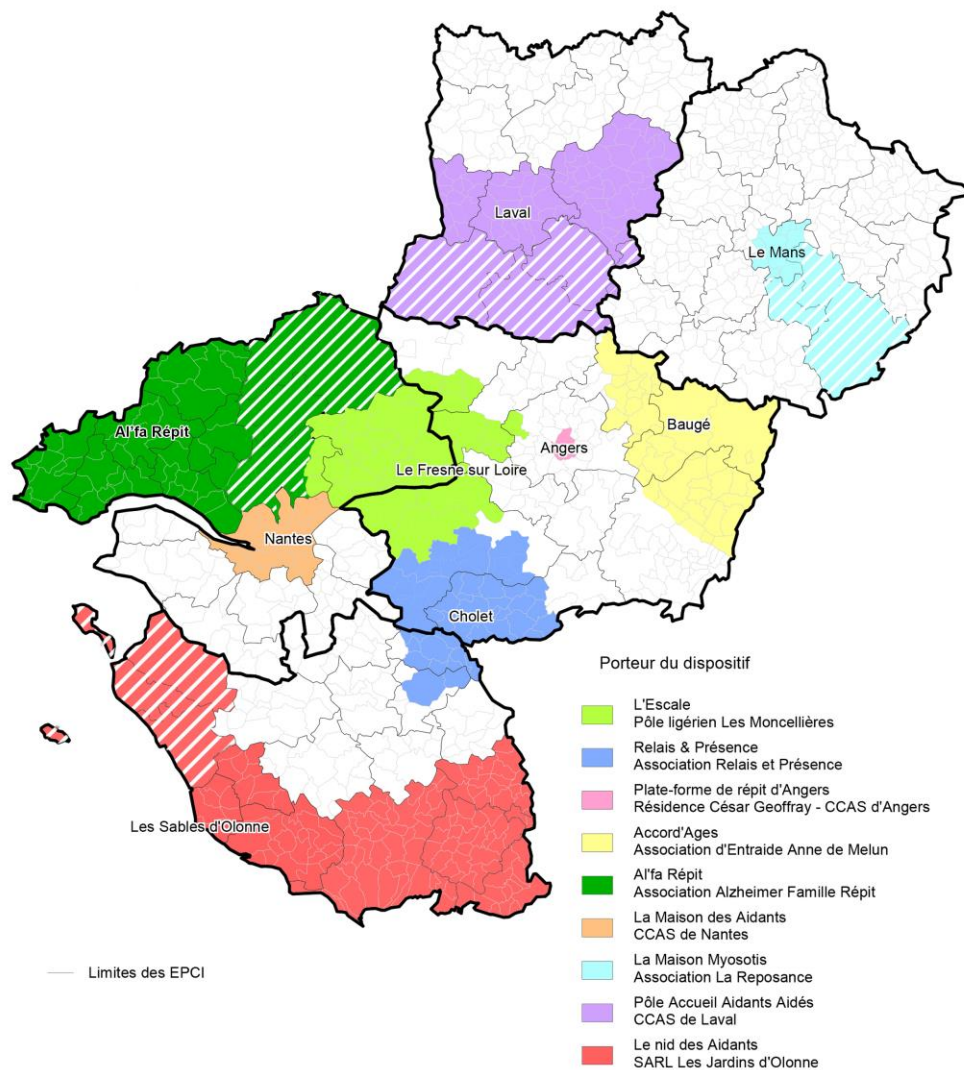 Laval
Le Mans
Al'fa Répit
Baugé
Angers
Le Fresne sur Loire
Nantes
Cholet
Les Sables d'Olonne
Porteur du dispositif
L'Escale
Pôle ligérien Les Moncellières
Relais & Présence
Association Relais et Présence
Plate-forme de répit d'Angers
Résidence César Geoffray - CCAS d'Angers
Accord'Ages
Association d'Entraide Anne de Melun
Al'fa Répit
Association Alzheimer Famille Répit
La Maison des Aidants
CCAS de Nantes
La Maison Myosotis
Association La Reposance
Pôle Accueil Aidants Aidés
CCAS de Laval
Le nid des Aidants
SARL Les Jardins d'Olonne
Limites des EPCI